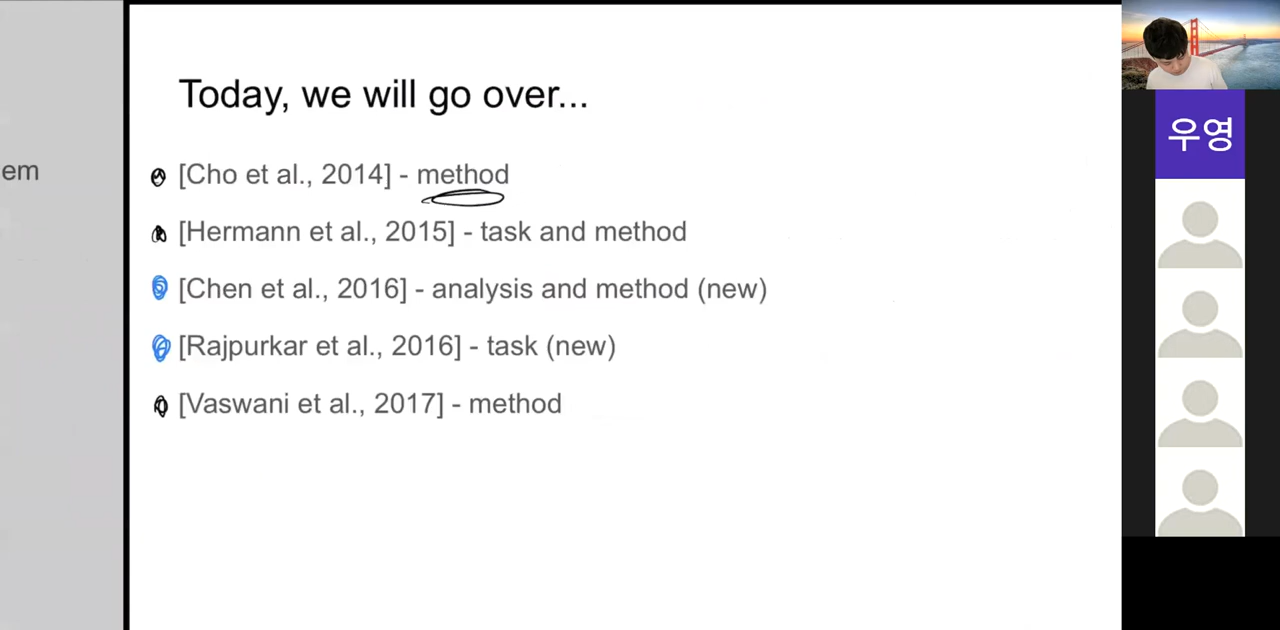 Today, we will go over...
em
[Cho et al., 2014] - method
[Hermann et al., 2015] - task and method
[Chen et al., 2016] - analysis and method (new)
[Rajpurkar et al., 2016] - task (new)
[Vaswani et al., 2017] - method
우영